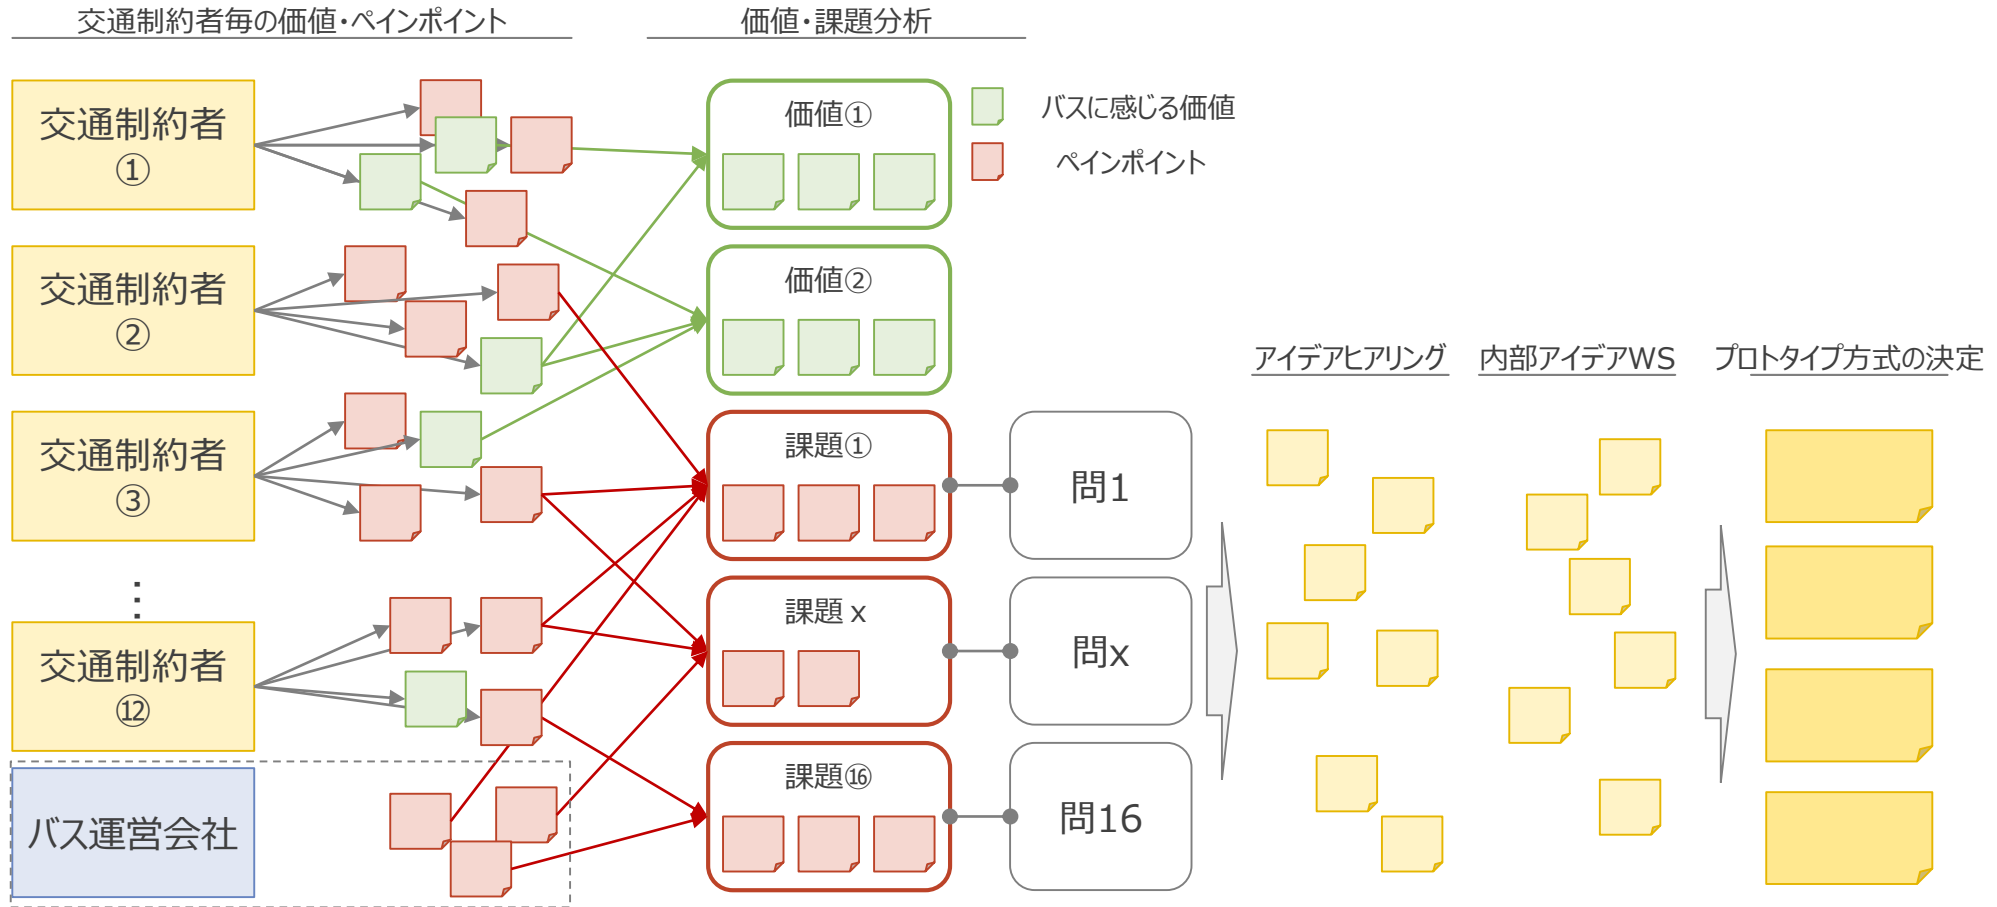 交通制約者毎の価値・ペインポイント
価値・課題分析
交通制約者
①
交通制約者
②
交通制約者
③
⋮
交通制約者
⑫
バス運営会社
価値①
価値②
課題①
課題x
課題⑯
バスに感じる価値
ペインポイント
問1
問x
問16
アイデアヒアリング
内部アイデアWS
プロトタイプ方式の決定